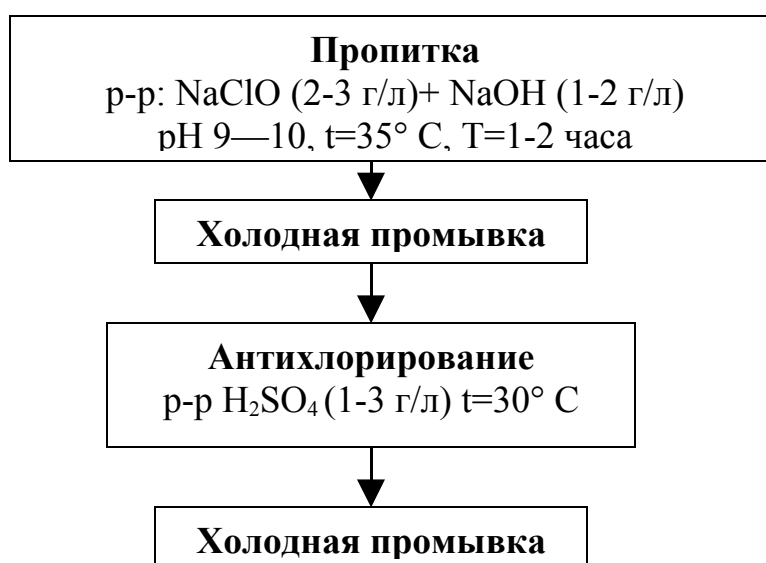 Пропитка
р-р: NaClO (2-3 г/л)+ NaOH (1-2 г/л)
pH 9—10, t=35° C, T=1-2 часа
Холодная промывка
Антихлорирование
р-р H₂SO₄ (1-3 г/л) t=30° C
Холодная промывка